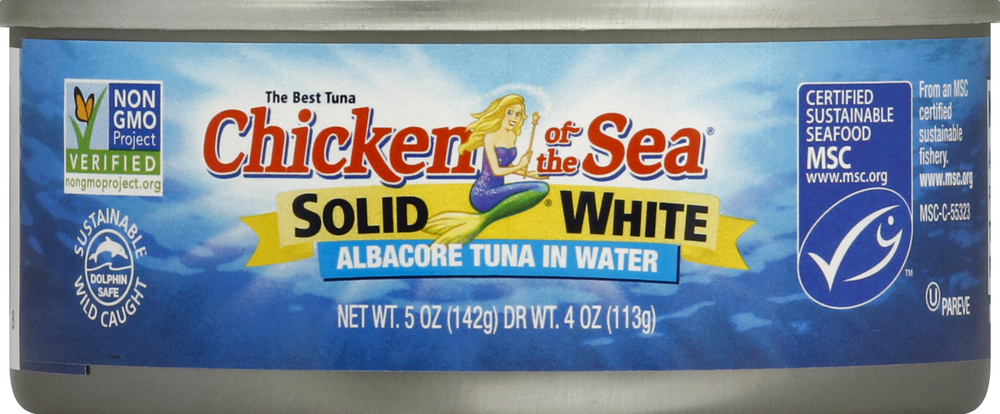 NON
GMO
Project
VERIFIED
nongmoproject.org
SUSTAINABLE
DOLPHIN
SAFE
WILD CAUGHT
The Best Tuna
Chicken of the Sea®
SOLID ® WHITE
ALBACORE TUNA IN WATER
NET WT. 5 OZ (142g) DR WT. 4 OZ (113g)
CERTIFIED
SUSTAINABLE
SEAFOOD
MSC
www.msc.org
TM
From an MSC
certified
sustainable
fishery.
www.msc.org
MSC-C-55323
U PAREVE